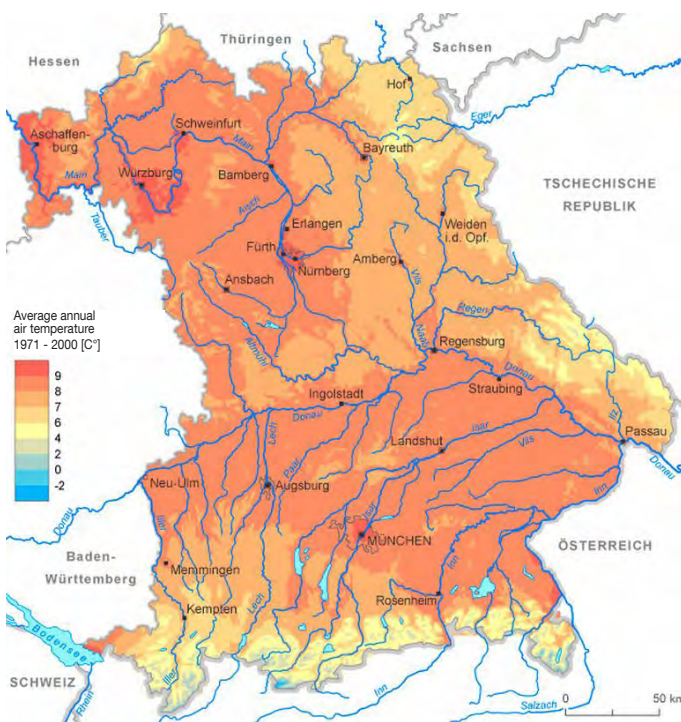 Thüringen
Sachsen
Hessen
Hof
Eger
Aschaffen-
burg
Schweinfurt
Main
Bayreuth
Main
Würzburg
Bamberg
TSCHECHISCHE
REPUBLIK
Tauber
Aisch
Erlangen
Weiden
i.d. Opf.
Fürth
Nürnberg
Amberg
Vils
Ansbach
Naab
Regen
Average annual
air temperature
1971 - 2000 [C°]
Altmühl
Regensburg
9
8
7
6
4
2
0
-2
Donau
Straubing
Ilz
Ingolstadt
Donau
Lech
Paar
Landshut
Isar
Vils
Passau
Donau
Neu-Ulm
Augsburg
Isar
Inn
Donau
Iller
MÜNCHEN
ÖSTERREICH
Baden-
Württemberg
Memmingen
Inn
Kempten
Lech
Rosenheim
Bodensee
Iller
SCHWEIZ
Rhein
Inn
Salzach
0
50 km